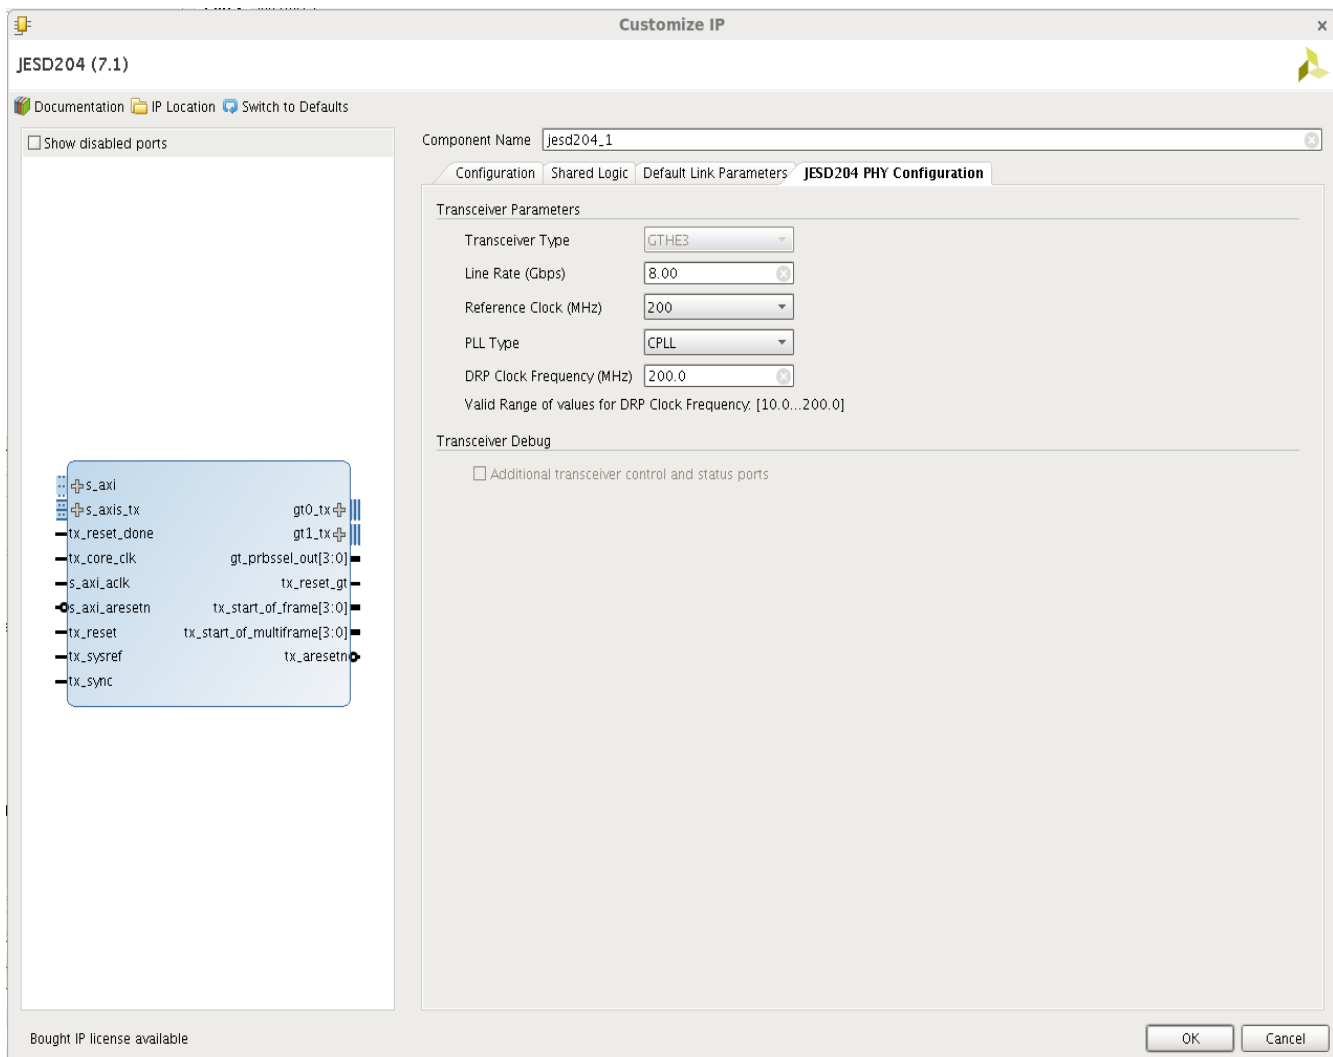 Customize IP
JESD204 (7.1)
Documentation IP Location Switch to Defaults
Show disabled ports
Component Name jesd204_1
Configuration Shared Logic Default Link Parameters JESD204 PHY Configuration
Transceiver Parameters
Transceiver Type GTHE3
Line Rate (Gbps) 8.00
Reference Clock (MHz) 200
PLL Type CPLL
DRP Clock Frequency (MHz) 200.0
Valid Range of values for DRP Clock Frequency: [10.0...200.0]
Transceiver Debug
Additional transceiver control and status ports
s_axi
s_axis_tx gt0_tx
tx_reset_done gt1_tx
tx_core_clk gt_prbssel_out[3:0]
s_axi_aclk tx_reset_gt
s_axi_aresetn tx_start_of_frame[3:0]
tx_reset tx_start_of_multiframe[3:0]
tx_sysref tx_aresetn
tx_sync
Bought IP license available
OK Cancel